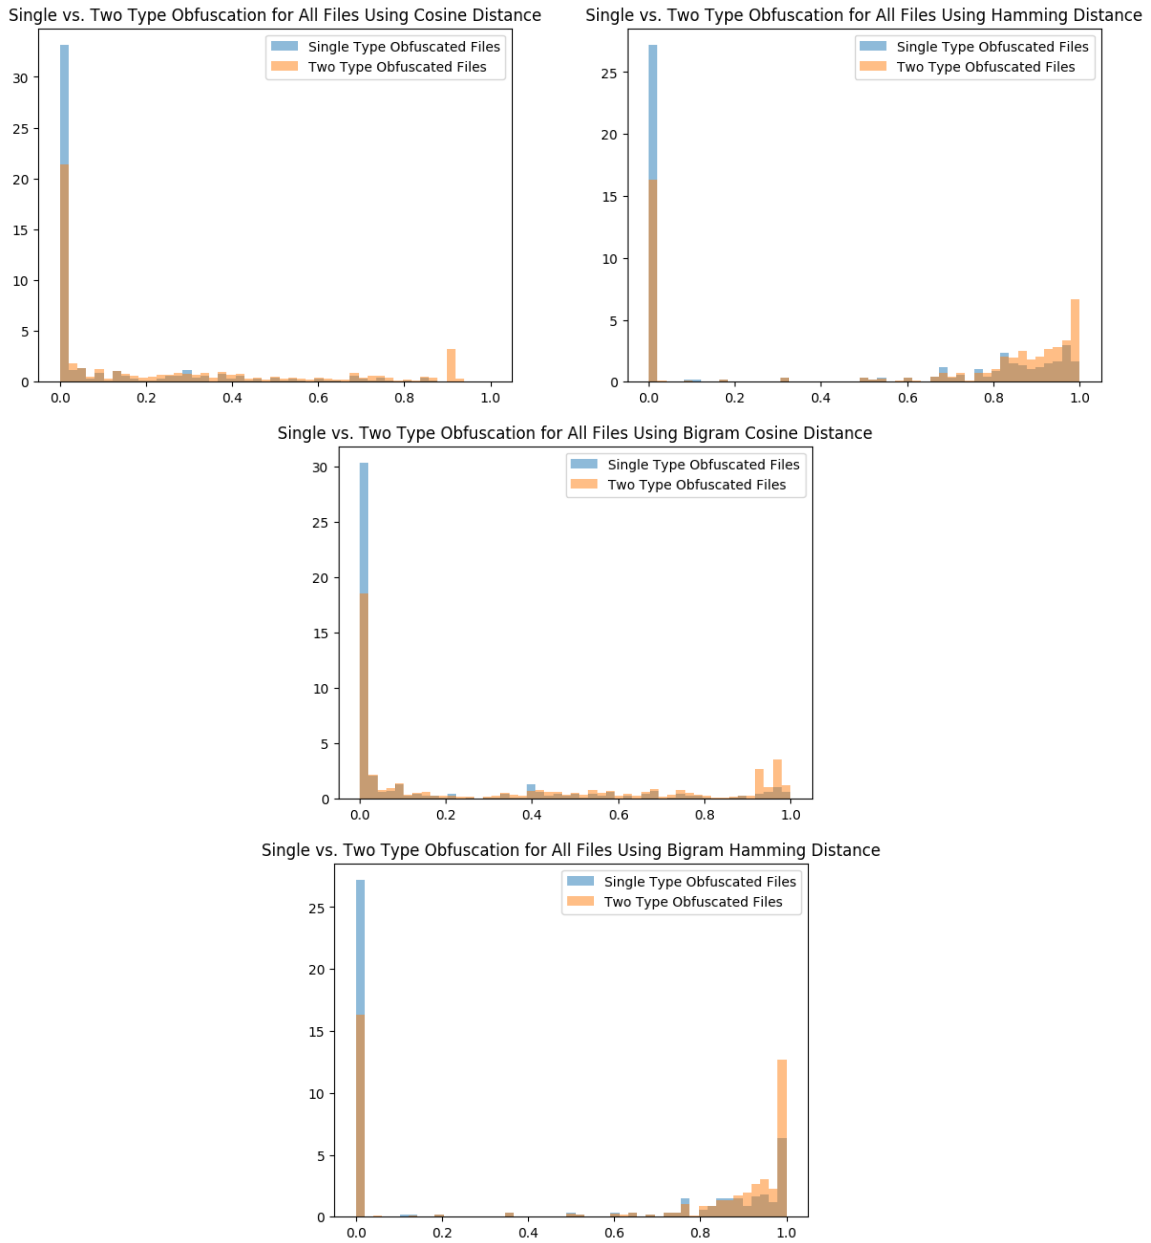 Single vs. Two Type Obfuscation for All Files Using Cosine Distance
Single Type Obfuscated Files
Two Type Obfuscated Files
30
25
20
15
10
5
0
0.0 0.2 0.4 0.6 0.8 1.0
Single vs. Two Type Obfuscation for All Files Using Hamming Distance
Single Type Obfuscated Files
Two Type Obfuscated Files
25
20
15
10
5
0
0.0 0.2 0.4 0.6 0.8 1.0
Single vs. Two Type Obfuscation for All Files Using Bigram Cosine Distance
Single Type Obfuscated Files
Two Type Obfuscated Files
30
25
20
15
10
5
0
0.0 0.2 0.4 0.6 0.8 1.0
Single vs. Two Type Obfuscation for All Files Using Bigram Hamming Distance
Single Type Obfuscated Files
Two Type Obfuscated Files
25
20
15
10
5
0
0.0 0.2 0.4 0.6 0.8 1.0